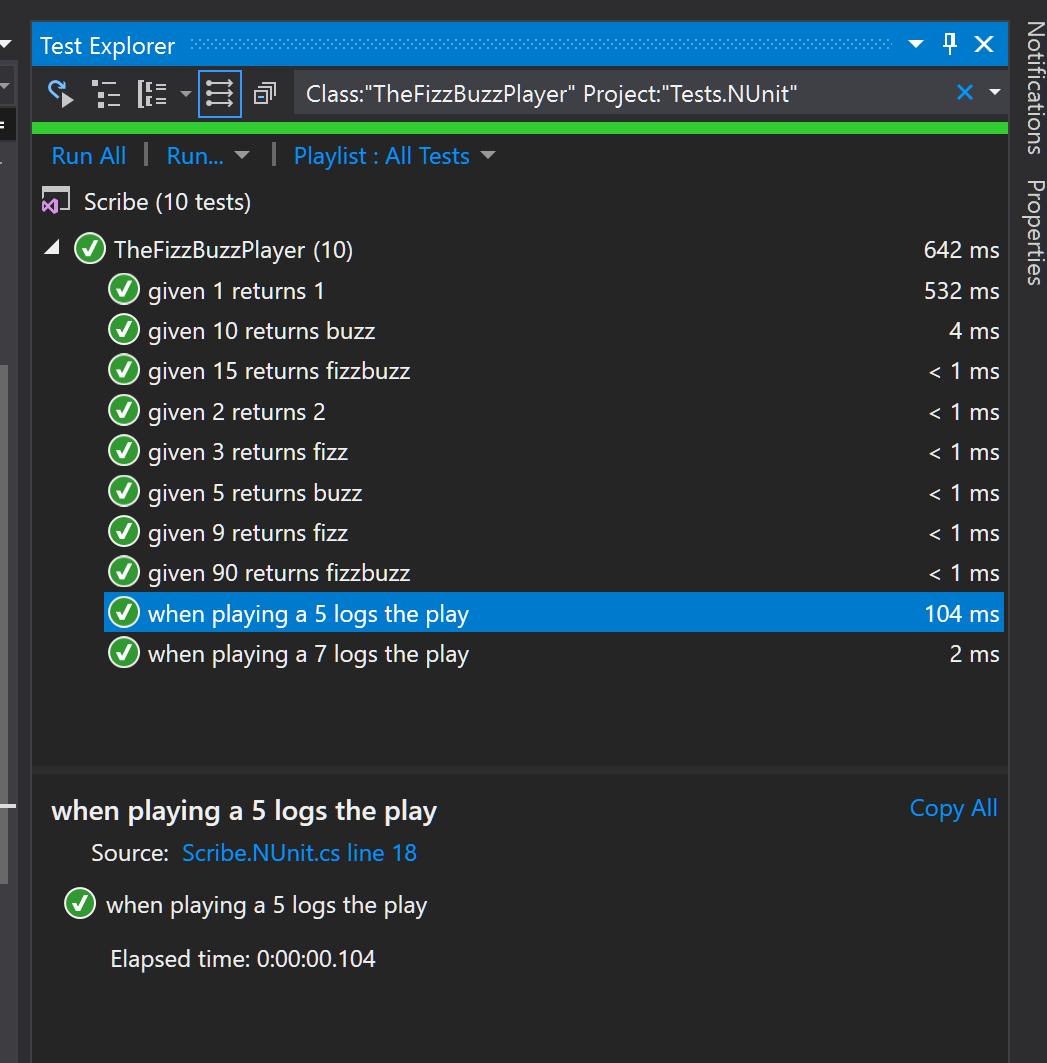 Test Explorer
Class:"TheFizzBuzzPlayer" Project:"Tests.NUnit"
Run All | Run... | Playlist : All Tests
Scribe (10 tests)
TheFizzBuzzPlayer (10) 642 ms
given 1 returns 1 532 ms
given 10 returns buzz 4 ms
given 15 returns fizzbuzz < 1 ms
given 2 returns 2 < 1 ms
given 3 returns fizz < 1 ms
given 5 returns buzz < 1 ms
given 9 returns fizz < 1 ms
given 90 returns fizzbuzz < 1 ms
when playing a 5 logs the play 104 ms
when playing a 7 logs the play 2 ms
when playing a 5 logs the play Copy All
Source: Scribe.NUnit.cs line 18
when playing a 5 logs the play
Elapsed time: 0:00:00.104
Notifications
Properties